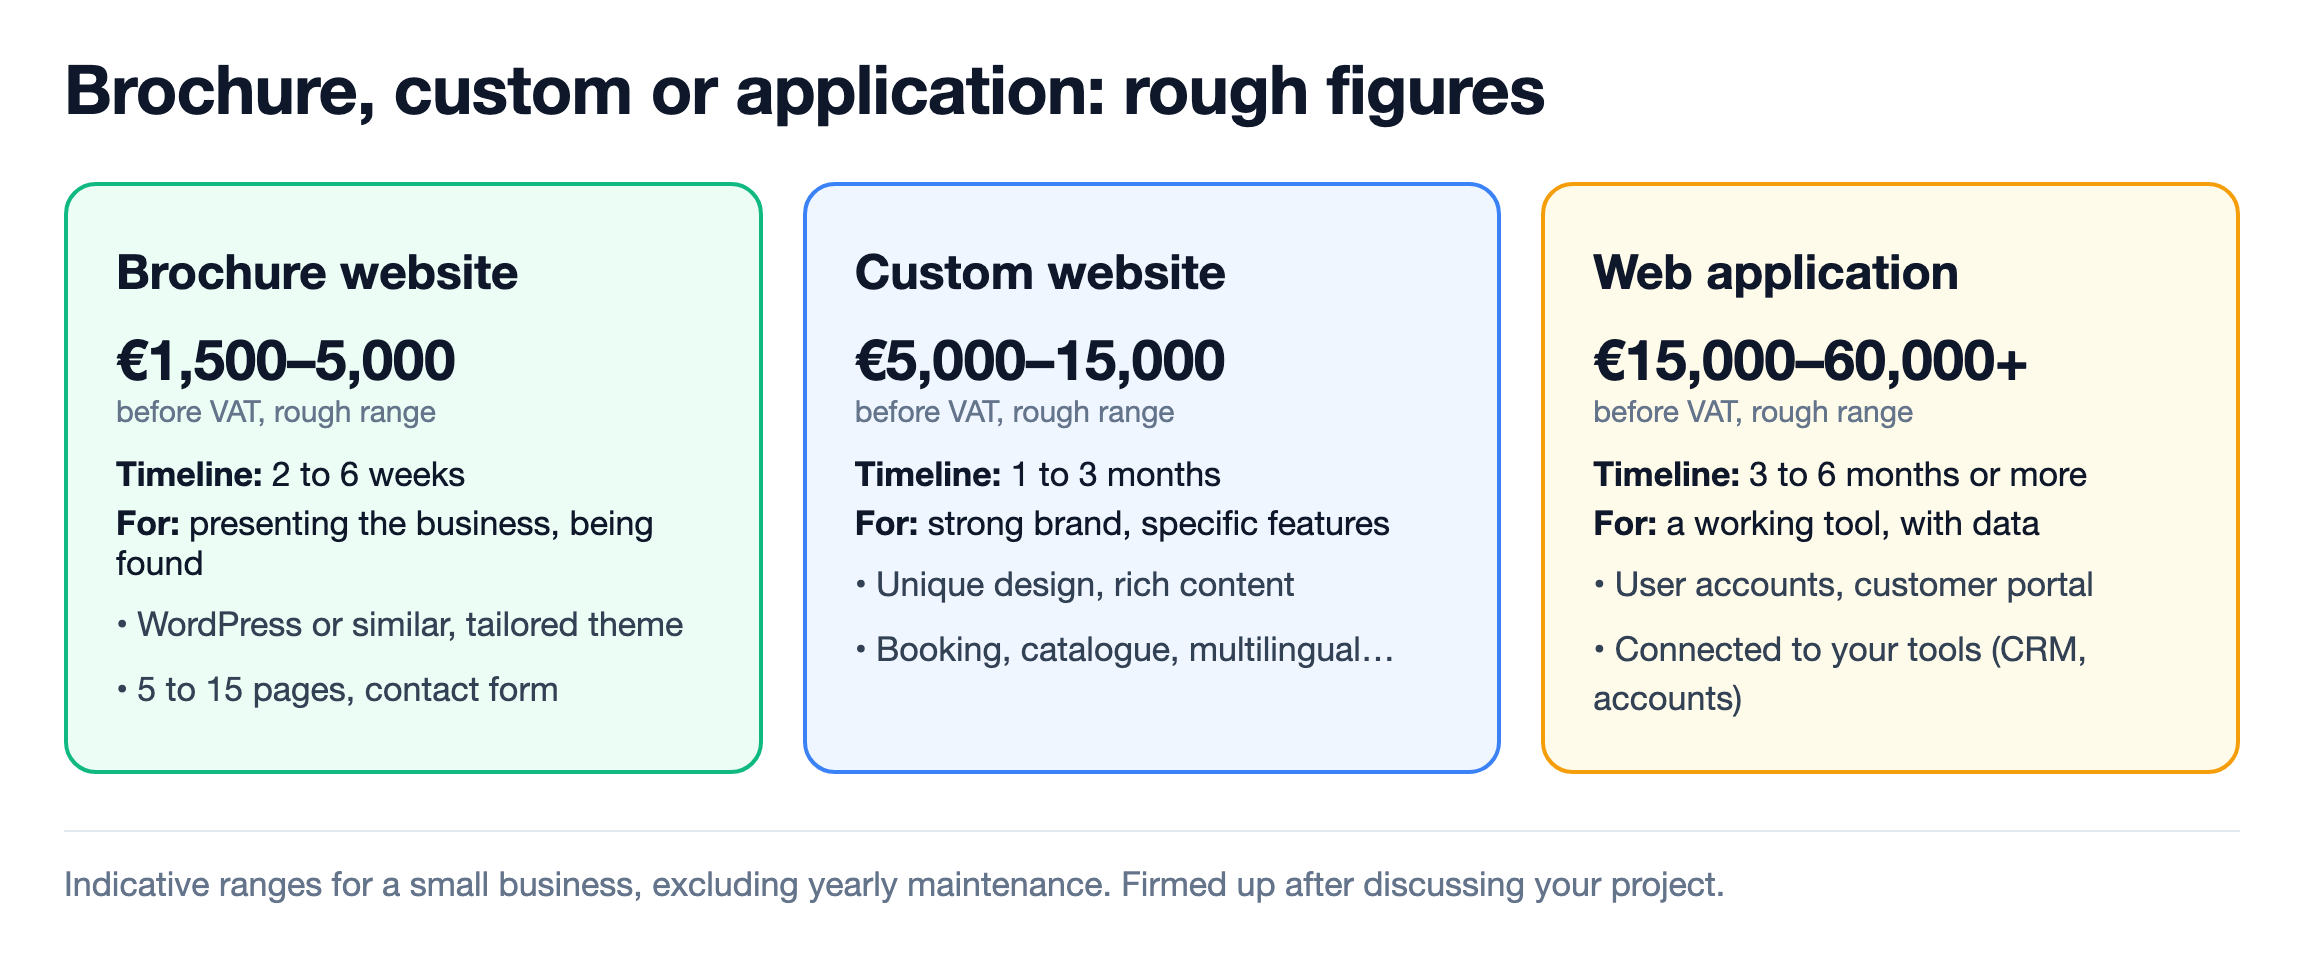 Brochure, custom or application: rough figures
Brochure website
€1,500–5,000
before VAT, rough range
Timeline: 2 to 6 weeks
For: presenting the business, being
found
• WordPress or similar, tailored theme
• 5 to 15 pages, contact form
Custom website
€5,000–15,000
before VAT, rough range
Timeline: 1 to 3 months
For: strong brand, specific features
• Unique design, rich content
• Booking, catalogue, multilingual…
Web application
€15,000–60,000+
before VAT, rough range
Timeline: 3 to 6 months or more
For: a working tool, with data
• User accounts, customer portal
• Connected to your tools (CRM,
accounts)
Indicative ranges for a small business, excluding yearly maintenance. Firmed up after discussing your project.